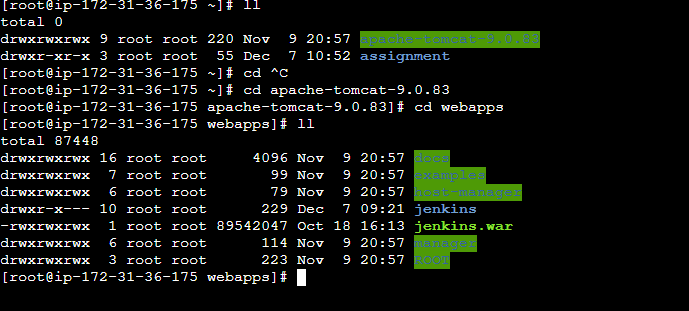 [root@ip-172-31-36-175 ~]# ll
total 0
drwxrwxrwx 9 root root 220 Nov  9 20:57 apache-tomcat-9.0.83
drwxr-xr-x 3 root root  55 Dec  7 10:52 assignment
[root@ip-172-31-36-175 ~]# cd ^C
[root@ip-172-31-36-175 ~]# cd apache-tomcat-9.0.83
[root@ip-172-31-36-175 apache-tomcat-9.0.83]# cd webapps
[root@ip-172-31-36-175 webapps]# ll
total 87448
drwxrwxrwx 16 root root     4096 Nov  9 20:57 docs
drwxrwxrwx  7 root root       99 Nov  9 20:57 examples
drwxrwxrwx  6 root root       79 Nov  9 20:57 host-manager
drwxr-x--- 10 root root      229 Dec  7 09:21 jenkins
-rwxrwxrwx  1 root root 89542047 Oct 18 16:13 jenkins.war
drwxrwxrwx  6 root root      114 Nov  9 20:57 manager
drwxrwxrwx  3 root root      223 Nov  9 20:57 ROOT
[root@ip-172-31-36-175 webapps]#